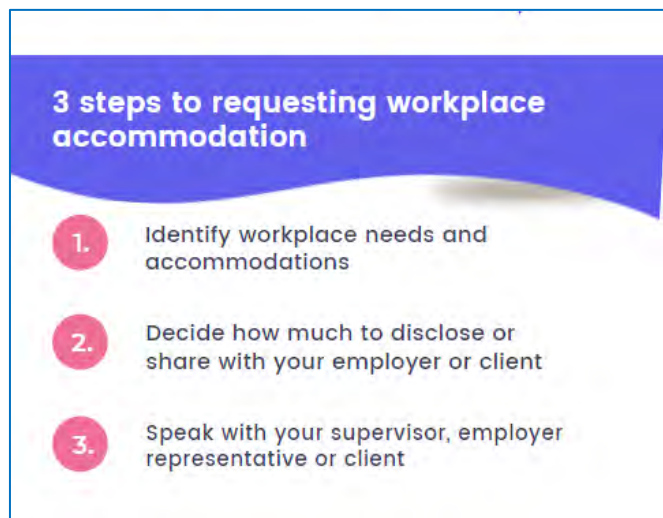 3 steps to requesting workplace
accommodation
1. Identify workplace needs and
accommodations
2. Decide how much to disclose or
share with your employer or client
3. Speak with your supervisor, employer
representative or client